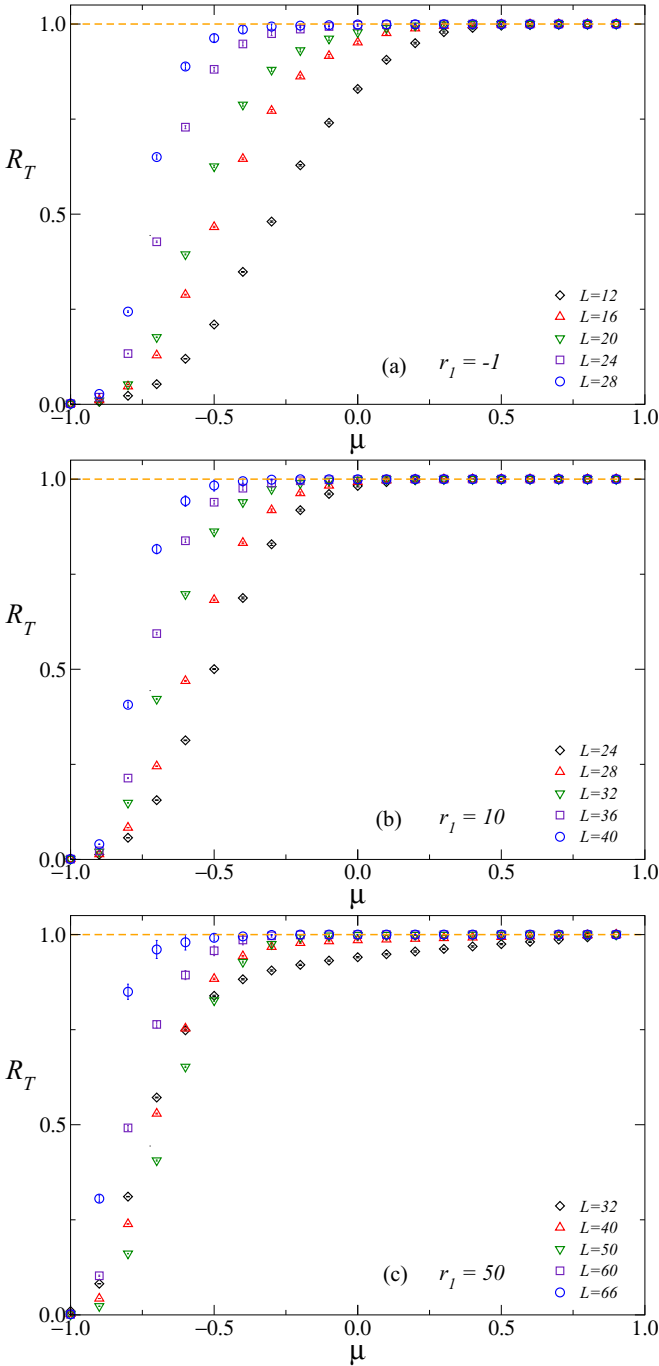 1.0
R_T
0.5
L=12
L=16
L=20
L=24
L=28
(a) r_1 = -1
0.0
−1.0 −0.5 0.0 0.5 1.0
μ
1.0
R_T
0.5
L=24
L=28
L=32
L=36
L=40
(b) r_1 = 10
0.0
−1.0 −0.5 0.0 0.5 1.0
μ
1.0
R_T
0.5
L=32
L=40
L=50
L=60
L=66
(c) r_1 = 50
0.0
−1.0 −0.5 0.0 0.5 1.0
μ